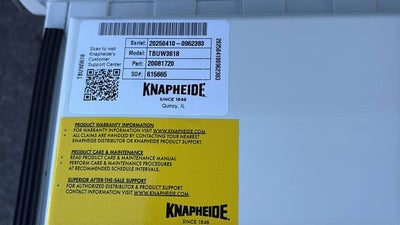 Scan to visit
Knapheide's
Customer
Support Center
TBUW3618
Serial: 20250410-0962383
Model: TBUW3618
Part: 20081720
SO#: 615665
KNAPHEIDE
SINCE 1848
Quincy, IL
202504100962383
PRODUCT WARRANTY INFORMATION
• FOR WARRANTY INFORMATION VISIT WWW.KNAPHEIDE.COM
• ALL CLAIMS ARE HANDLED BY CONTACTING YOUR NEAREST
KNAPHEIDE DISTRIBUTOR OR KNAPHEIDE PRODUCT SUPPORT.
PRODUCT CARE & MAINTENANCE
• READ PRODUCT CARE & MAINTENANCE MANUAL.
• PERFORM CARE & MAINTENANCE PROCEDURES
AT RECOMMENDED SCHEDULE INTERVALS.
SUPERIOR AFTER-THE-SALE SUPPORT
• FOR AUTHORIZED DISTRIBUTOR & PRODUCT SUPPORT
CONTACT INFORMATION VISIT WWW.KNAPHEIDE.COM
KNAPHEIDE
SINCE 1848